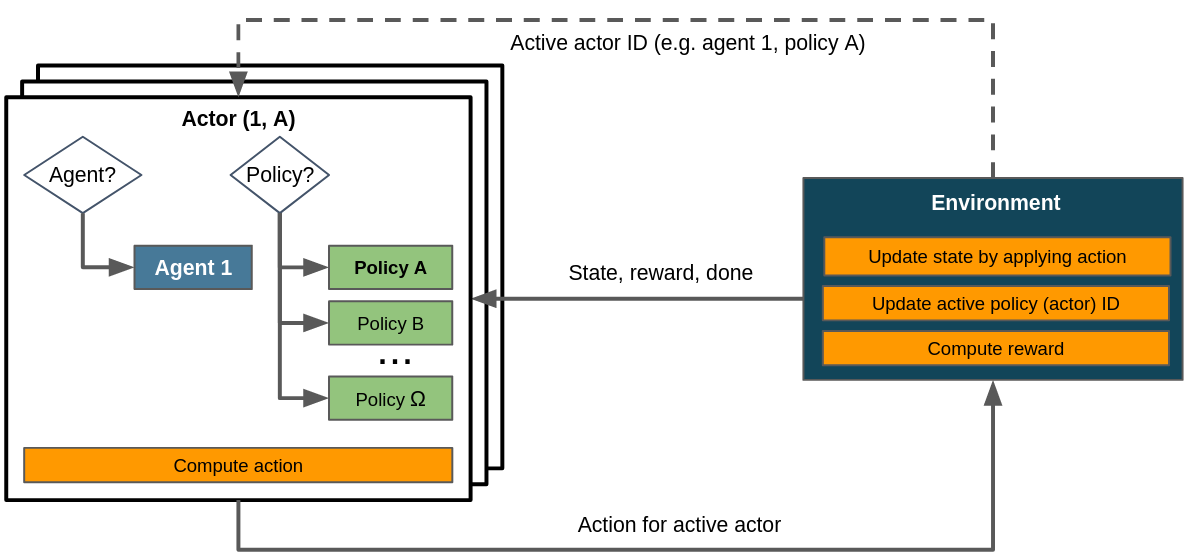 Active actor ID (e.g. agent 1, policy A)
Actor (1, A)
Agent?
Policy?
Agent 1
Policy A
Policy B
...
Policy Ω
Compute action
State, reward, done
Environment
Update state by applying action
Update active policy (actor) ID
Compute reward
Action for active actor